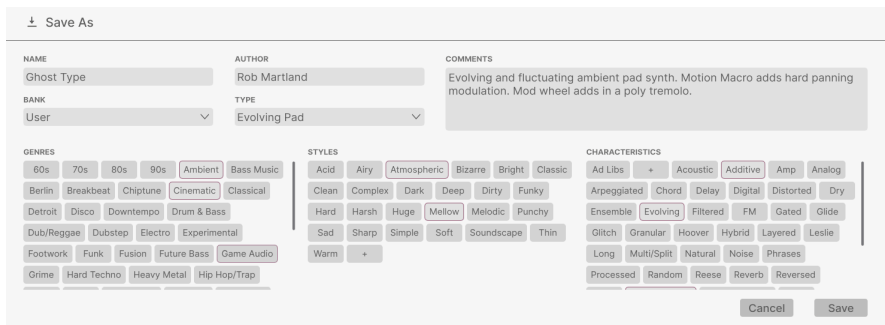 Save As
NAME
Ghost Type
AUTHOR
Rob Martland
COMMENTS
Evolving and fluctuating ambient pad synth. Motion Macro adds hard panning
modulation. Mod wheel adds in a poly tremolo.
BANK
User
TYPE
Evolving Pad
GENRES
60s 70s 80s 90s Ambient Bass Music
Berlin Breakbeat Chiptune Cinematic Classical
Detroit Disco Downtempo Drum & Bass
Dub/Reggae Dubstep Electro Experimental
Footwork Funk Fusion Future Bass Game Audio
Grime Hard Techno Heavy Metal Hip Hop/Trap
STYLES
Acid Airy Atmospheric Bizarre Bright Classic
Clean Complex Dark Deep Dirty Funky
Hard Harsh Huge Mellow Melodic Punchy
Sad Sharp Simple Soft Soundscape Thin
Warm +
CHARACTERISTICS
Ad Libs + Acoustic Additive Amp Analog
Arpeggiated Chord Delay Digital Distorted Dry
Ensemble Evolving Filtered FM Gated Glide
Glitch Granular Hoover Hybrid Layered Leslie
Long Multi/Split Natural Noise Phrases
Processed Random Reese Reverb Reversed
Cancel Save